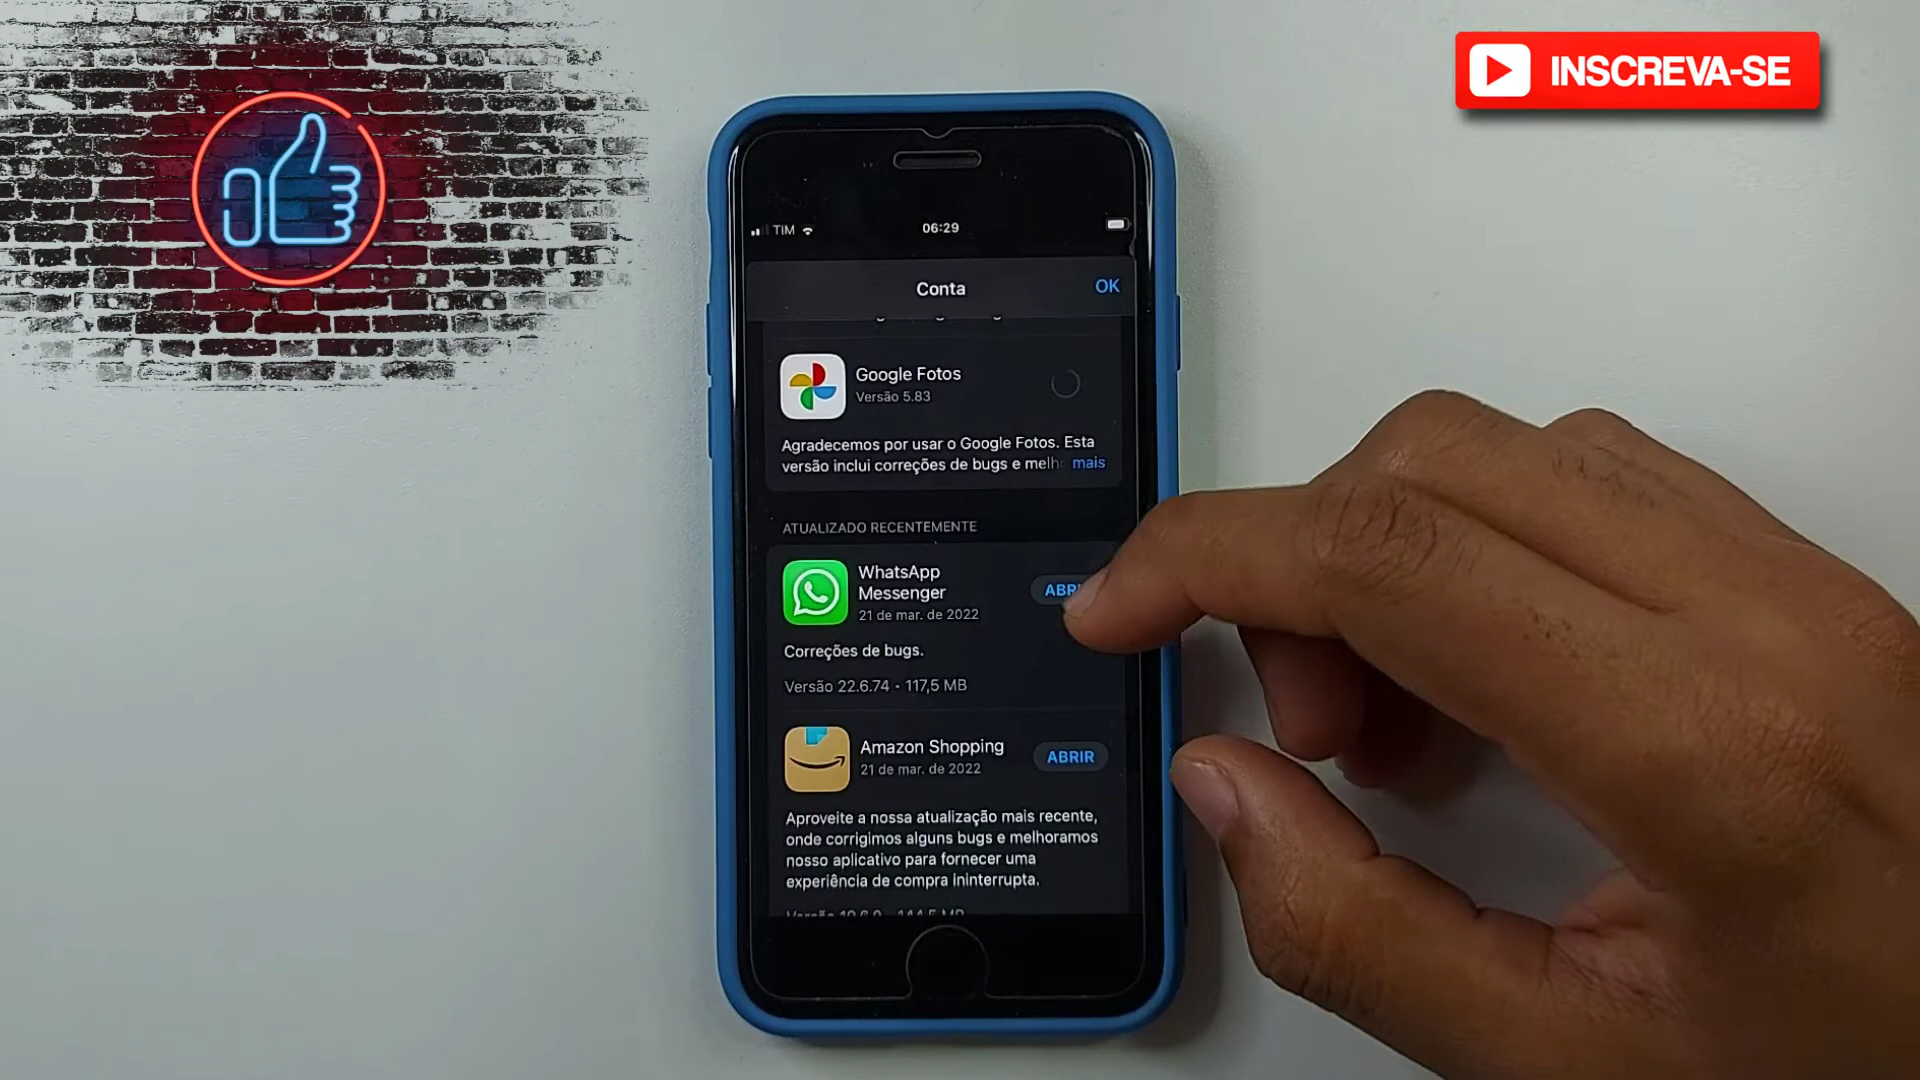 INSCREVA-SE
TIM
06:29
Conta
OK
Google Fotos
Versão 5.83
Agradecemos por usar o Google Fotos. Esta
versão inclui correções de bugs e melh mais
ATUALIZADO RECENTEMENTE
WhatsApp
Messenger
ABRI
21 de mar. de 2022
Correções de bugs.
Versão 22.6.74 • 117,5 MB
Amazon Shopping
ABRIR
21 de mar. de 2022
Aproveite a nossa atualização mais recente,
onde corrigimos alguns bugs e melhoramos
nosso aplicativo para fornecer uma
experiência de compra ininterrupta.